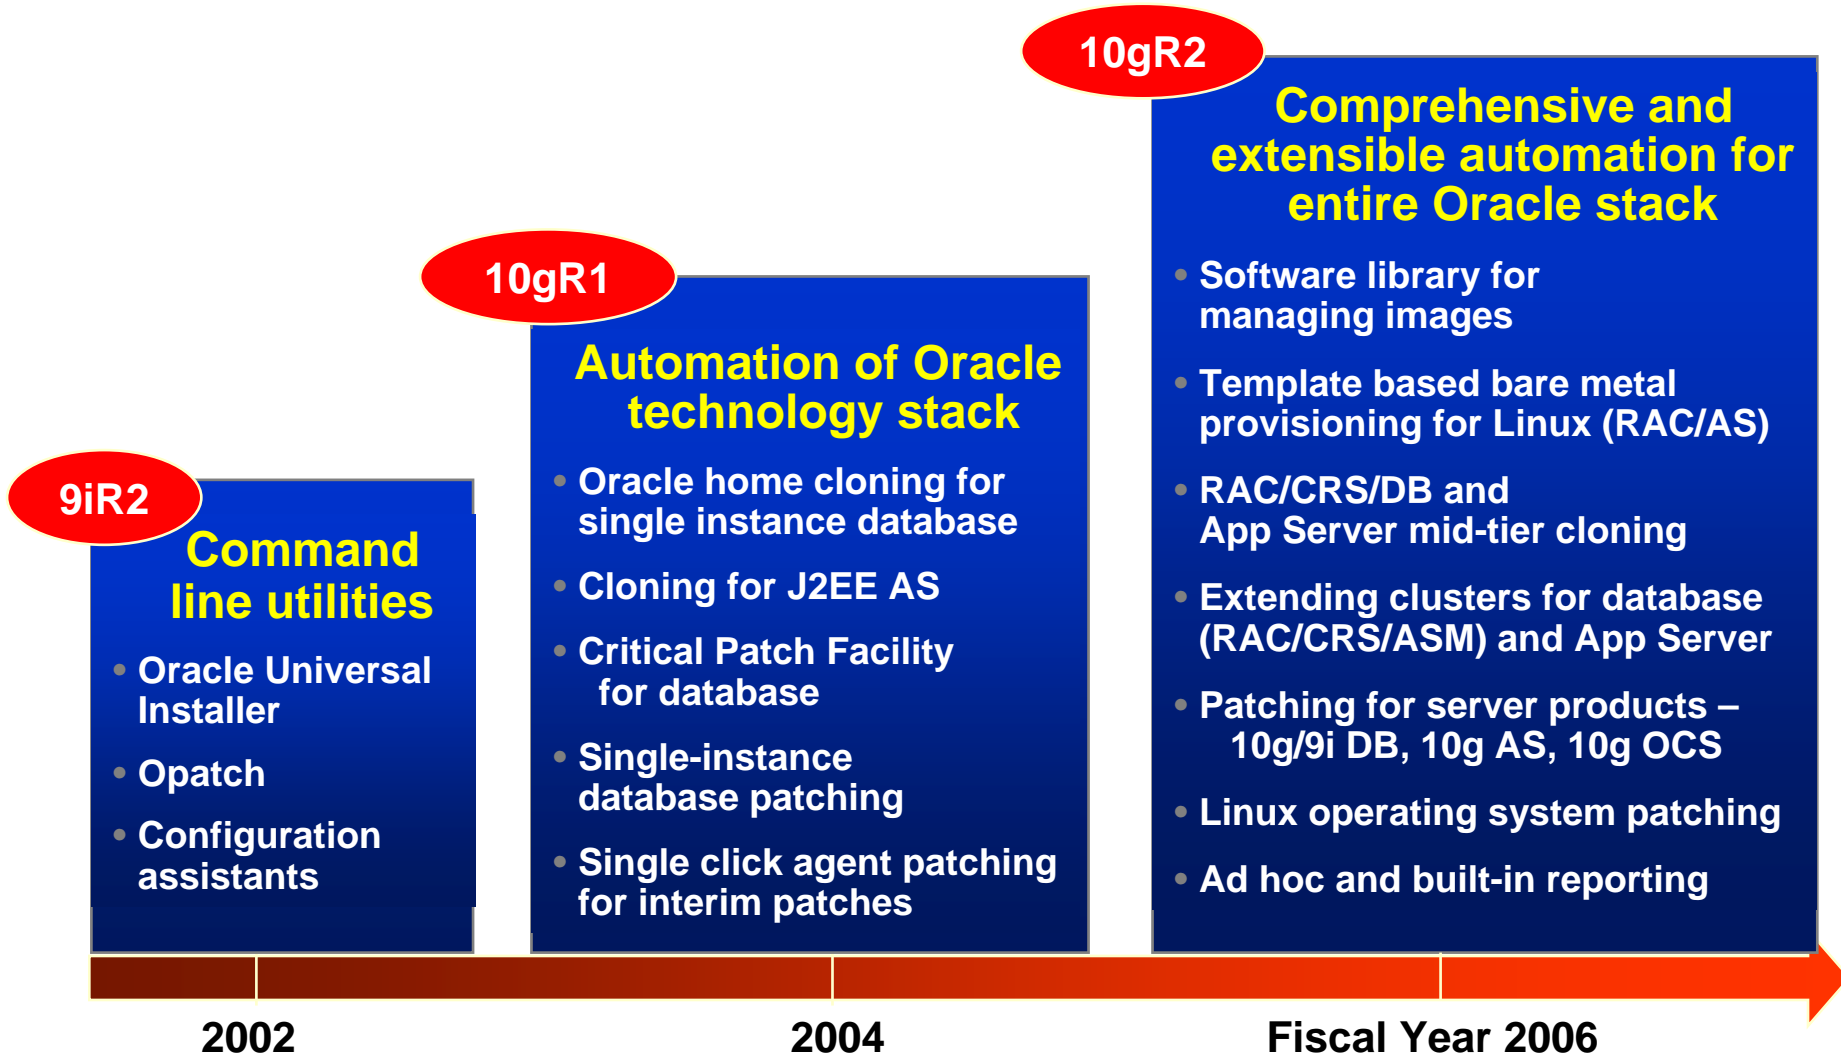 9iR2
Command
line utilities
• Oracle Universal
Installer
• Opatch
• Configuration
assistants
10gR1
Automation of Oracle
technology stack
• Oracle home cloning for
single instance database
• Cloning for J2EE AS
• Critical Patch Facility
for database
• Single-instance
database patching
• Single click agent patching
for interim patches
10gR2
Comprehensive and
extensible automation for
entire Oracle stack
• Software library for
managing images
• Template based bare metal
provisioning for Linux (RAC/AS)
• RAC/CRS/DB and
App Server mid-tier cloning
• Extending clusters for database
(RAC/CRS/ASM) and App Server
• Patching for server products –
10g/9i DB, 10g AS, 10g OCS
• Linux operating system patching
• Ad hoc and built-in reporting
2002
2004
Fiscal Year 2006